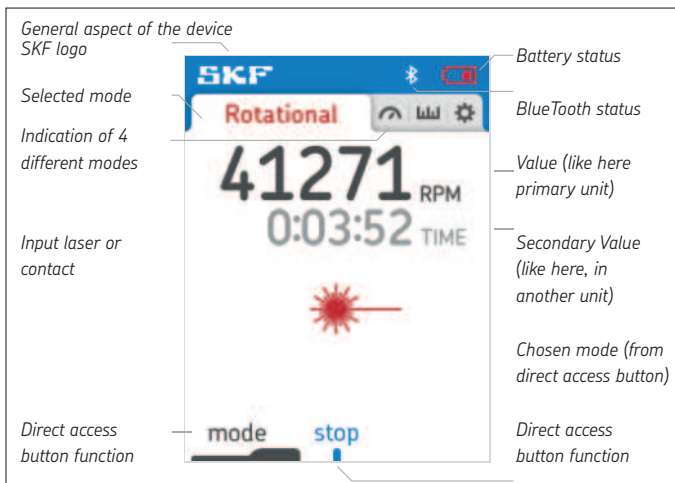 General aspect of the device
SKF logo
Selected mode
Indication of 4
different modes
Input laser or
contact
Direct access
button function
SKF
Rotational
41271 RPM
0:03:52 TIME
mode stop
Battery status
BlueTooth status
Value (like here
primary unit)
Secondary Value
(like here, in
another unit)
Chosen mode (from
direct access button)
Direct access
button function